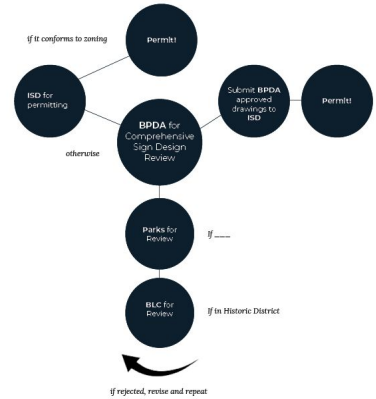 if it conforms to zoning
Permit!
ISD for
permitting
Submit BPDA
approved
drawings to
ISD
Permit!
BPDA for
Comprehensive
Sign Design
Review
otherwise
Parks for
Review
If ___
BLC for
Review
If in Historic District
if rejected, revise and repeat